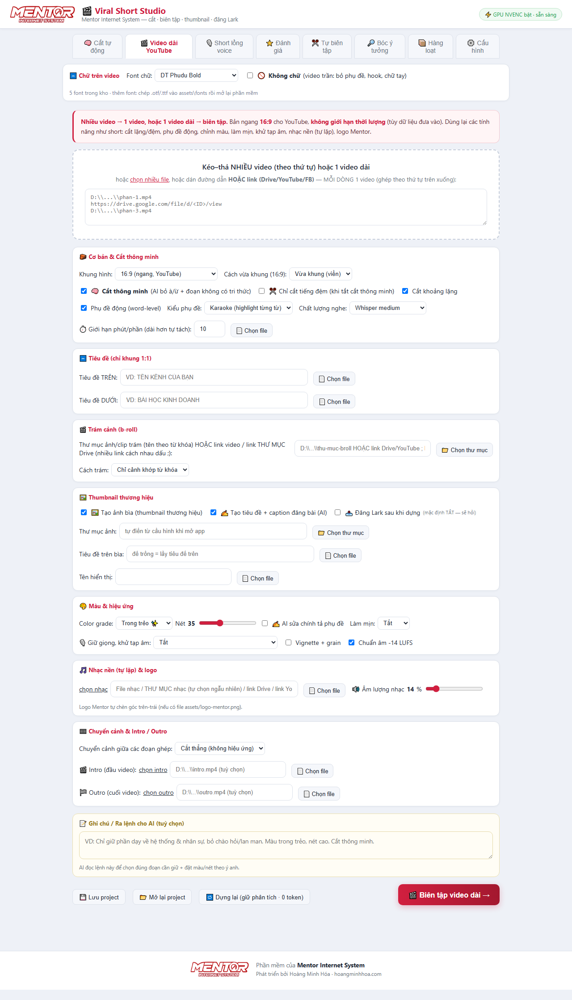 MENTOR
INTERNET SYSTEM
Viral Short Studio
Mentor Internet System — cắt · biên tập · thumbnail · đăng Lark
GPU NVENC bật · sẵn sàng
Cắt tự động
Video dài YouTube
Short lồng voice
Đánh giá
Tự biên tập
Bóc ý tưởng
Hàng loạt
Cấu hình
Chữ trên video Font chữ: DT Phudu Bold Không chữ (video trần: bỏ phụ đề, hook, chữ tay)
5 font trong kho · thêm font: chép .otf/.ttf vào assets\fonts rồi mở lại phần mềm
Nhiều video → 1 video, hoặc 1 video dài → biên tập. Bản ngang 16:9 cho YouTube, không giới hạn thời lượng (tùy dữ liệu đưa vào). Dùng lại các tính
năng như short: cắt lặng/đệm, phụ đề động, chỉnh màu, làm mịn, khử tạp âm, nhạc nền (tự lặp), logo Mentor.
Kéo–thả NHIỀU video (theo thứ tự) hoặc 1 video dài
hoặc chọn nhiều file, hoặc dán đường dẫn HOẶC link (Drive/YouTube/FB) — MỖI DÒNG 1 video (ghép theo thứ tự trên xuống):
D:\\...\\phan-1.mp4
https://drive.google.com/file/d/<ID>/view
D:\\...\\phan-3.mp4
Cơ bản & Cắt thông minh
Khung hình: 16:9 (ngang, YouTube) Cách vừa khung (16:9): Vừa khung (viền)
Cắt thông minh (AI bỏ à/ừ + đoạn không có tri thức) Chỉ cắt tiếng đệm (khi tắt cắt thông minh) Cắt khoảng lặng
Phụ đề động (word-level) Kiểu phụ đề: Karaoke (highlight từng từ) Chất lượng nghe: Whisper medium
Giới hạn phút/phần (dài hơn tự tách): 10 Chọn file
Tiêu đề (chỉ khung 1:1)
Tiêu đề TRÊN: VD: TÊN KÊNH CỦA BẠN Chọn file
Tiêu đề DƯỚI: VD: BÀI HỌC KINH DOANH Chọn file
Trám cảnh (b-roll)
Thư mục ảnh/clip trám (tên theo từ khóa) HOẶC link video / link THƯ MỤC
Drive (nhiều link cách nhau dấu ;): D:\\...\\thu-muc-broll HOẶC link Drive/YouTube ; Chọn thư mục
Cách trám: Chỉ cảnh khớp từ khóa
Thumbnail thương hiệu
Tạo ảnh bìa (thumbnail thương hiệu) Tạo tiêu đề + caption đăng bài (AI) Đăng Lark sau khi dựng (mặc định TẮT — sẽ hỏi)
Thư mục ảnh: tự điền từ cấu hình khi mở app Chọn thư mục
Tiêu đề trên bìa: để trống = lấy tiêu đề trên Chọn file
Tên hiển thị: Chọn file
Màu & hiệu ứng
Color grade: Trong trẻo Nét 35 AI sửa chính tả phụ đề Làm mịn: Tắt
Giữ giọng, khử tạp âm: Tắt Vignette + grain Chuẩn âm -14 LUFS
Nhạc nền (tự lặp) & logo
chọn nhạc File nhạc / THƯ MỤC nhạc (tự chọn ngẫu nhiên) / link Drive / link Yo Chọn file Âm lượng nhạc 14 %
Logo Mentor tự chèn góc trên-trái (nếu có file assets/logo-mentor.png).
Chuyển cảnh & Intro / Outro
Chuyển cảnh giữa các đoạn ghép: Cắt thẳng (không hiệu ứng)
Intro (đầu video): chọn intro D:\\...\\intro.mp4 (tuỳ chọn) Chọn file
Outro (cuối video): chọn outro D:\\...\\outro.mp4 (tuỳ chọn) Chọn file
Ghi chú / Ra lệnh cho AI (tuỳ chọn)
VD: Chỉ giữ phần dạy về hệ thống & nhân sự, bỏ chào hỏi/lan man. Màu trong trẻo, nét cao. Cắt thông minh.
AI đọc lệnh này để chọn đúng đoạn cần giữ + đặt màu/nét theo ý anh.
Lưu project Mở lại project Dựng lại (giữ phân tích · 0 token) Biên tập video dài →
MENTOR
INTERNET SYSTEM
Phần mềm của Mentor Internet System
Phát triển bởi Hoàng Minh Hóa · hoangminhhoa.com